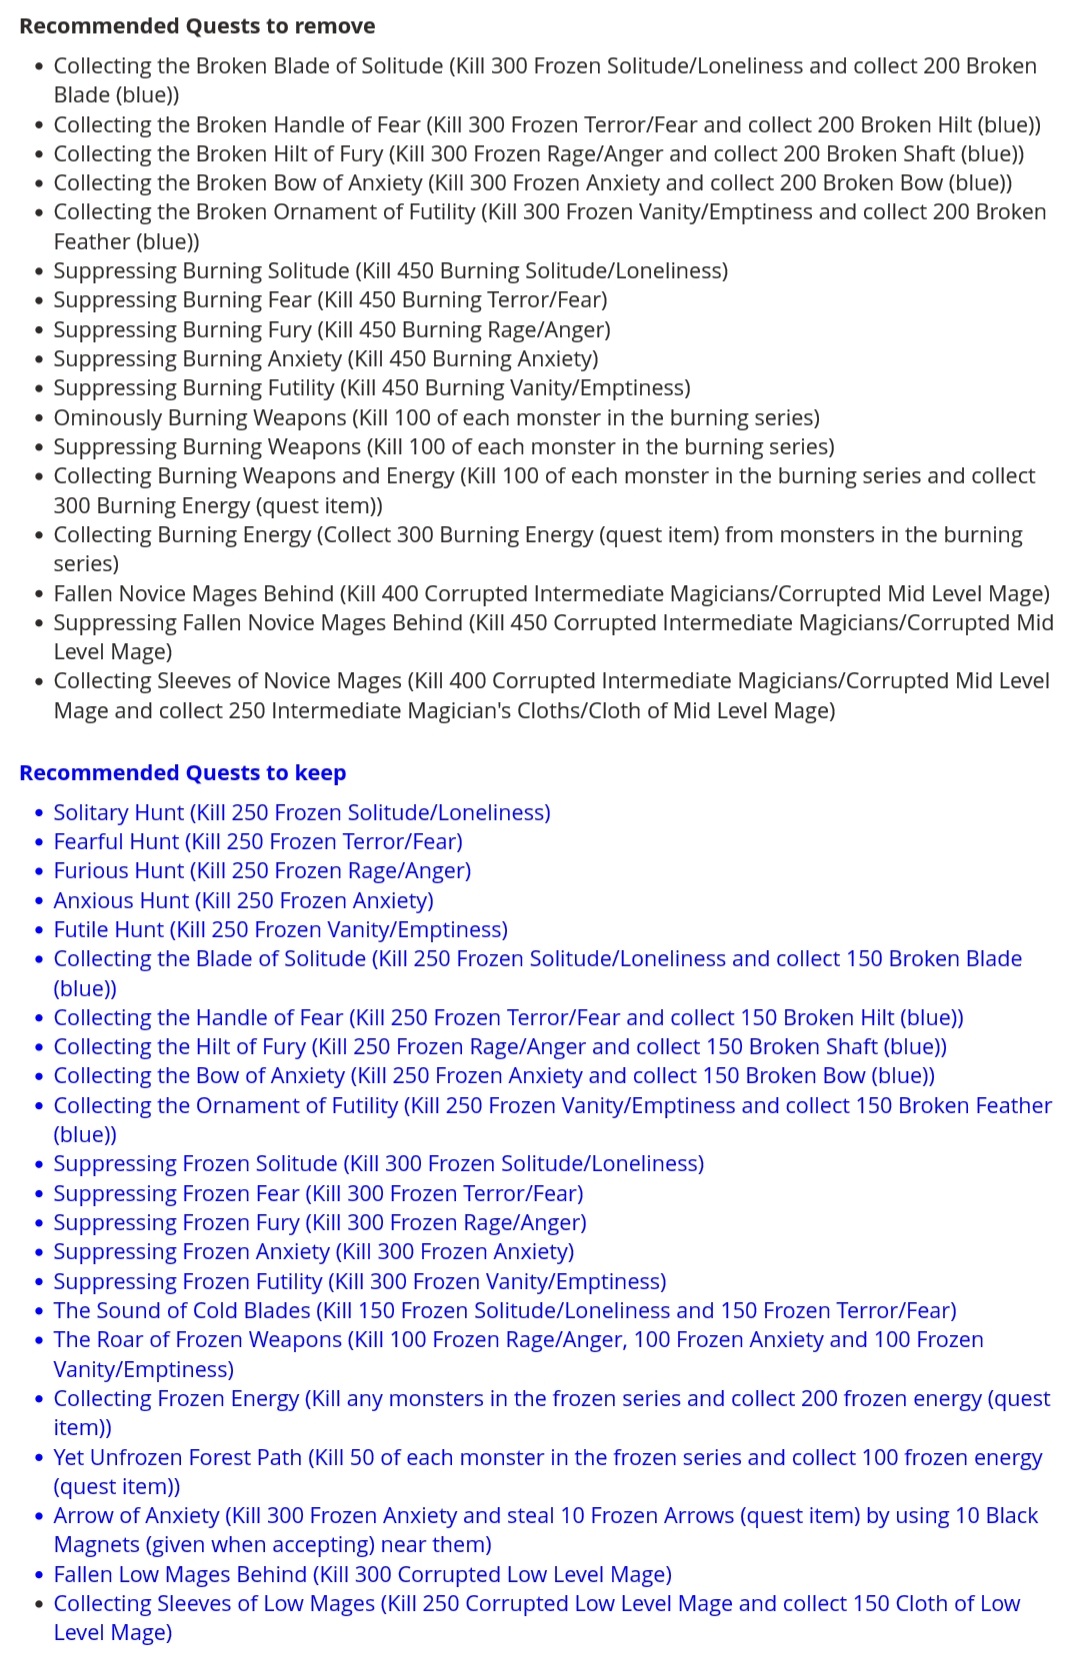 Recommended Quests to remove
• Collecting the Broken Blade of Solitude (Kill 300 Frozen Solitude/Loneliness and collect 200 Broken
Blade (blue))
• Collecting the Broken Handle of Fear (Kill 300 Frozen Terror/Fear and collect 200 Broken Hilt (blue))
• Collecting the Broken Hilt of Fury (Kill 300 Frozen Rage/Anger and collect 200 Broken Shaft (blue))
• Collecting the Broken Bow of Anxiety (Kill 300 Frozen Anxiety and collect 200 Broken Bow (blue))
• Collecting the Broken Ornament of Futility (Kill 300 Frozen Vanity/Emptiness and collect 200 Broken
Feather (blue))
• Suppressing Burning Solitude (Kill 450 Burning Solitude/Loneliness)
• Suppressing Burning Fear (Kill 450 Burning Terror/Fear)
• Suppressing Burning Fury (Kill 450 Burning Rage/Anger)
• Suppressing Burning Anxiety (Kill 450 Burning Anxiety)
• Suppressing Burning Futility (Kill 450 Burning Vanity/Emptiness)
• Ominously Burning Weapons (Kill 100 of each monster in the burning series)
• Suppressing Burning Weapons (Kill 100 of each monster in the burning series)
• Collecting Burning Weapons and Energy (Kill 100 of each monster in the burning series and collect
300 Burning Energy (quest item))
• Collecting Burning Energy (Collect 300 Burning Energy (quest item) from monsters in the burning
series)
• Fallen Novice Mages Behind (Kill 400 Corrupted Intermediate Magicians/Corrupted Mid Level Mage)
• Suppressing Fallen Novice Mages Behind (Kill 450 Corrupted Intermediate Magicians/Corrupted Mid
Level Mage)
• Collecting Sleeves of Novice Mages (Kill 400 Corrupted Intermediate Magicians/Corrupted Mid Level
Mage and collect 250 Intermediate Magician's Cloths/Cloth of Mid Level Mage)
Recommended Quests to keep
• Solitary Hunt (Kill 250 Frozen Solitude/Loneliness)
• Fearful Hunt (Kill 250 Frozen Terror/Fear)
• Furious Hunt (Kill 250 Frozen Rage/Anger)
• Anxious Hunt (Kill 250 Frozen Anxiety)
• Futile Hunt (Kill 250 Frozen Vanity/Emptiness)
• Collecting the Blade of Solitude (Kill 250 Frozen Solitude/Loneliness and collect 150 Broken Blade
(blue))
• Collecting the Handle of Fear (Kill 250 Frozen Terror/Fear and collect 150 Broken Hilt (blue))
• Collecting the Hilt of Fury (Kill 250 Frozen Rage/Anger and collect 150 Broken Shaft (blue))
• Collecting the Bow of Anxiety (Kill 250 Frozen Anxiety and collect 150 Broken Bow (blue))
• Collecting the Ornament of Futility (Kill 250 Frozen Vanity/Emptiness and collect 150 Broken Feather
(blue))
• Suppressing Frozen Solitude (Kill 300 Frozen Solitude/Loneliness)
• Suppressing Frozen Fear (Kill 300 Frozen Terror/Fear)
• Suppressing Frozen Fury (Kill 300 Frozen Rage/Anger)
• Suppressing Frozen Anxiety (Kill 300 Frozen Anxiety)
• Suppressing Frozen Futility (Kill 300 Frozen Vanity/Emptiness)
• The Sound of Cold Blades (Kill 150 Frozen Solitude/Loneliness and 150 Frozen Terror/Fear)
• The Roar of Frozen Weapons (Kill 100 Frozen Rage/Anger, 100 Frozen Anxiety and 100 Frozen
Vanity/Emptiness)
• Collecting Frozen Energy (Kill any monsters in the frozen series and collect 200 frozen energy (quest
item))
• Yet Unfrozen Forest Path (Kill 50 of each monster in the frozen series and collect 100 frozen energy
(quest item))
• Arrow of Anxiety (Kill 300 Frozen Anxiety and steal 10 Frozen Arrows (quest item) by using 10 Black
Magnets (given when accepting) near them)
• Fallen Low Mages Behind (Kill 300 Corrupted Low Level Mage)
• Collecting Sleeves of Low Mages (Kill 250 Corrupted Low Level Mage and collect 150 Cloth of Low
Level Mage)